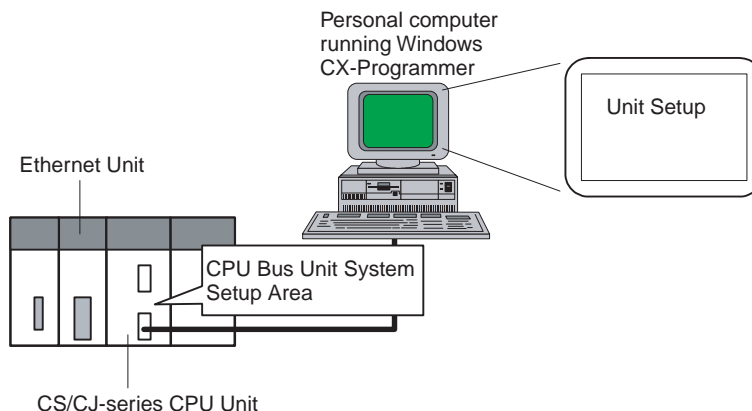 Personal computer
running Windows
CX-Programmer
Unit Setup
Ethernet Unit
CPU Bus Unit System
Setup Area
CS/CJ-series CPU Unit